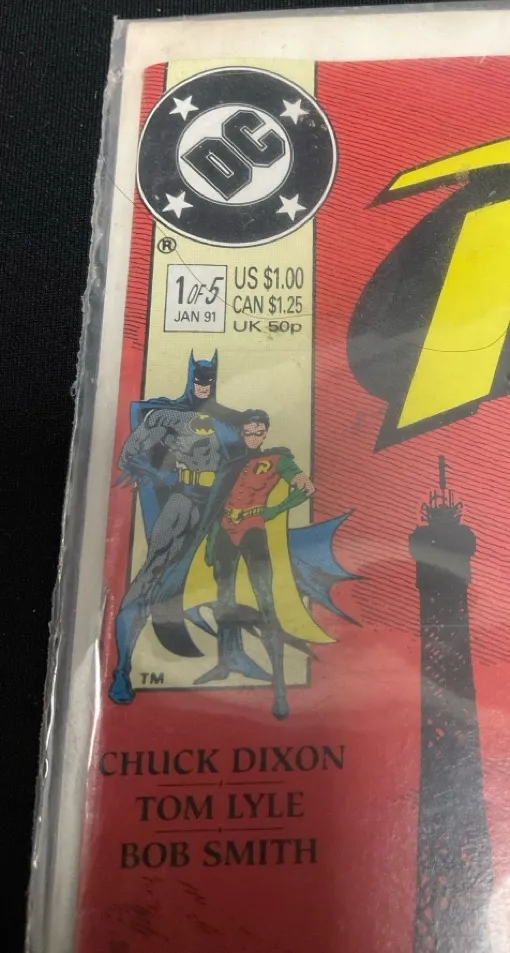 DC
®
1 OF 5
JAN 91
US $1.00
CAN $1.25
UK 50p
R
TM
CHUCK DIXON
TOM LYLE
BOB SMITH